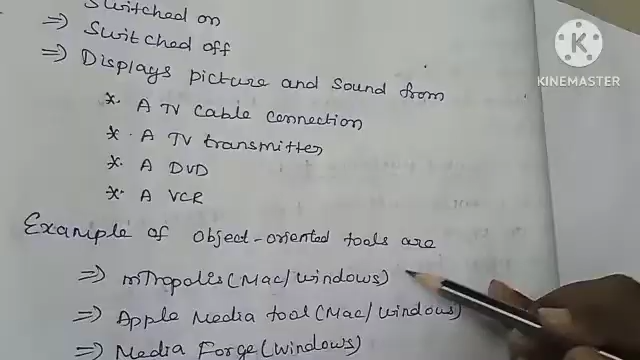 Switched on
=> Switched off
=> Displays picture and sound from
*. A TV cable connection
*. A TV transmitter
*. A DVD
*. A VCR
Example of object-oriented tools are
=> mTropolis (Mac/windows)
=> Apple Media tool (Mac/windows)
=> Media Forge (windows)
KINEMASTER